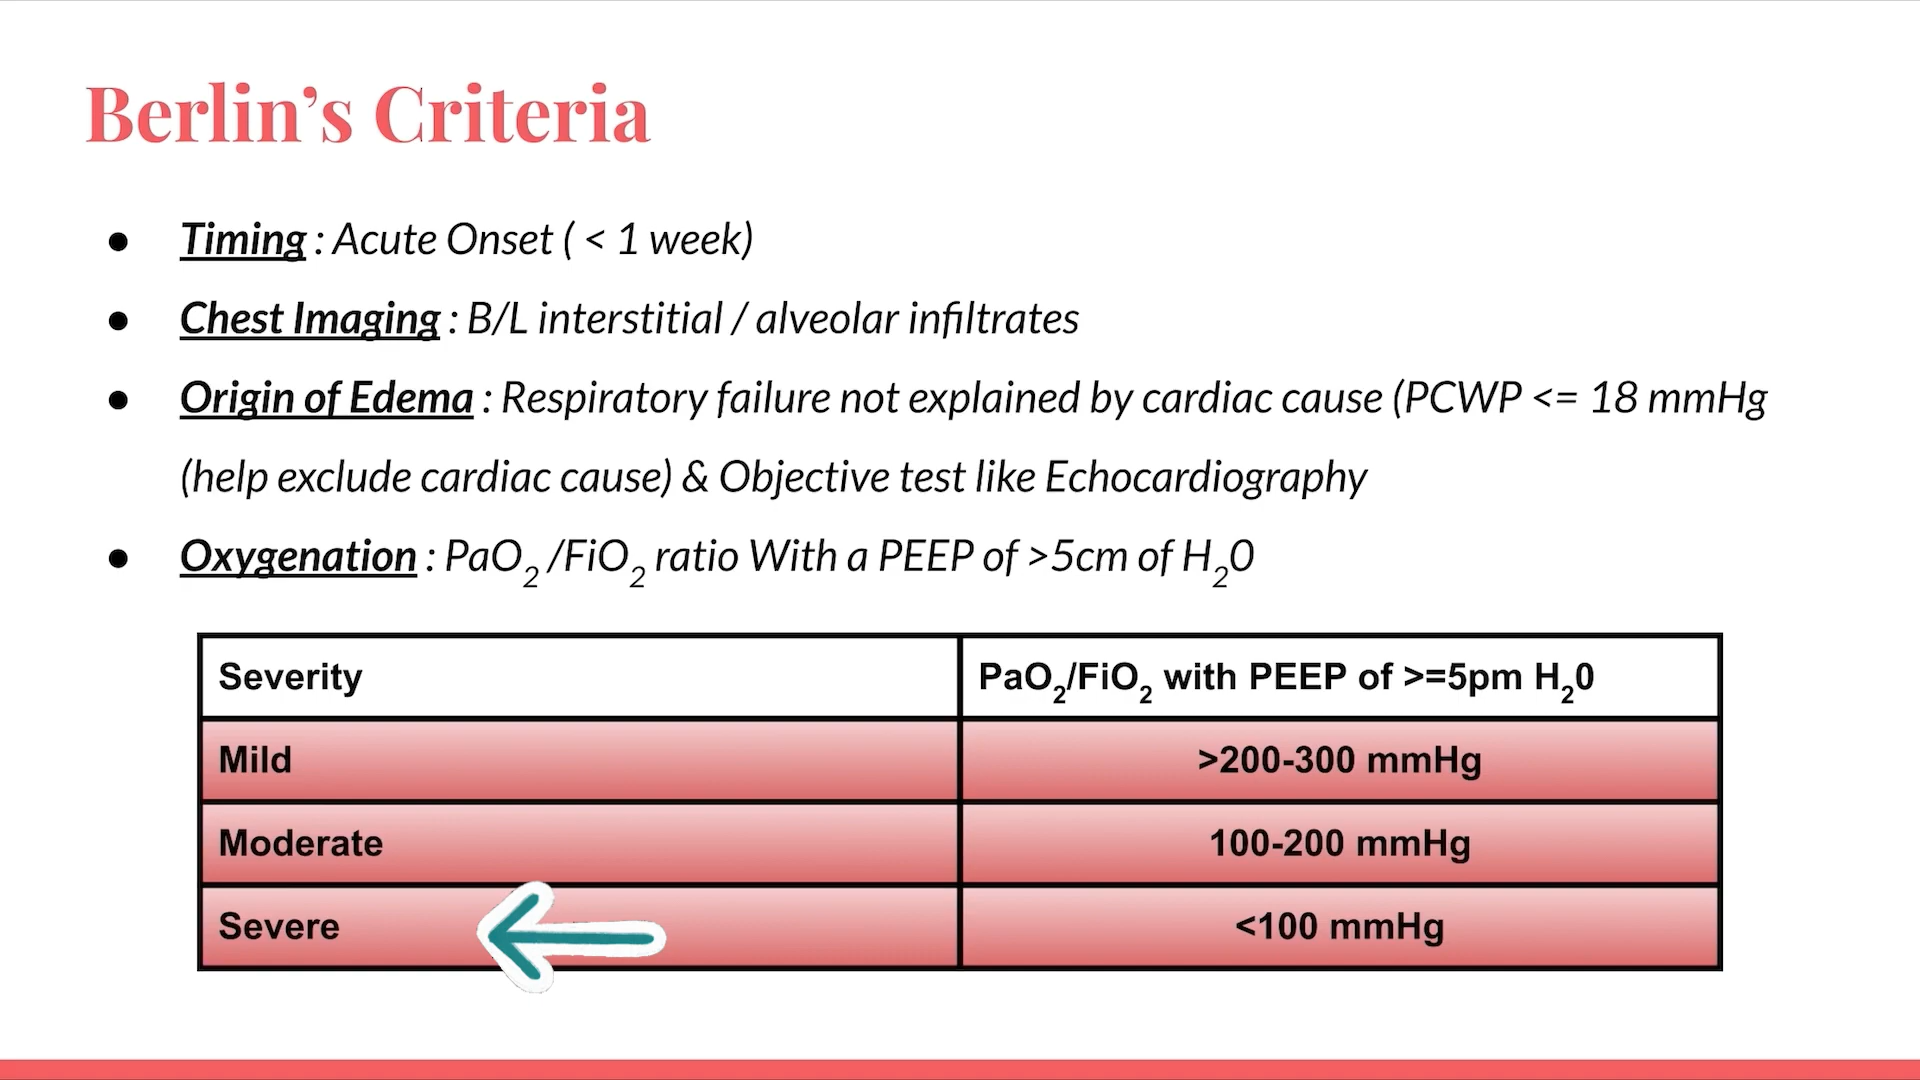 Berlin’s Criteria
● Timing : Acute Onset ( < 1 week)
● Chest Imaging : B/L interstitial / alveolar infiltrates
● Origin of Edema : Respiratory failure not explained by cardiac cause (PCWP <= 18 mmHg
(help exclude cardiac cause) & Objective test like Echocardiography
● Oxygenation : PaO₂ /FiO₂ ratio With a PEEP of >5cm of H₂0
Severity PaO₂/FiO₂ with PEEP of >=5pm H₂0
Mild >200-300 mmHg
Moderate 100-200 mmHg
Severe <100 mmHg